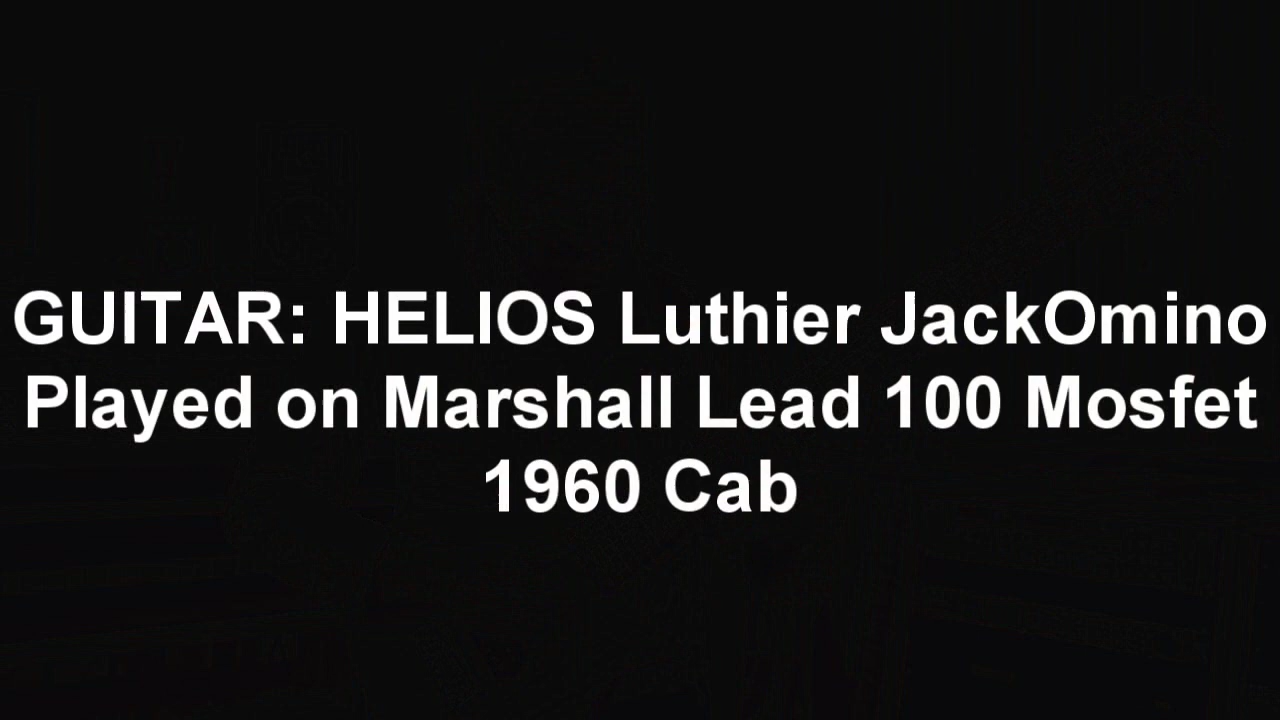 GUITAR: HELIOS Luthier JackOmino
Played on Marshall Lead 100 Mosfet
1960 Cab